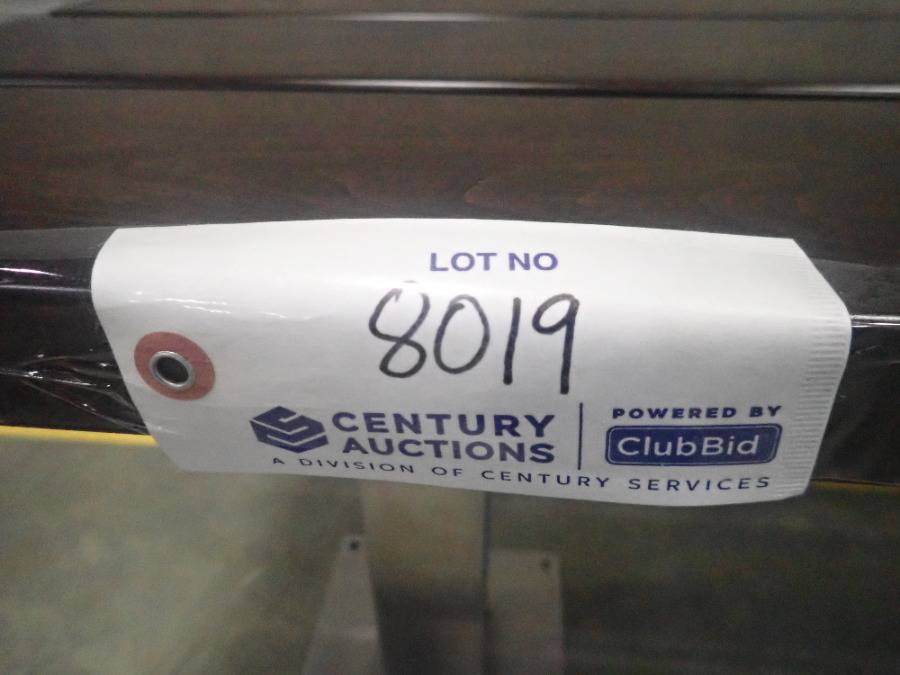 LOT NO
8019
CENTURY
AUCTIONS
A DIVISION OF CENTURY SERVICES
POWERED BY
ClubBid